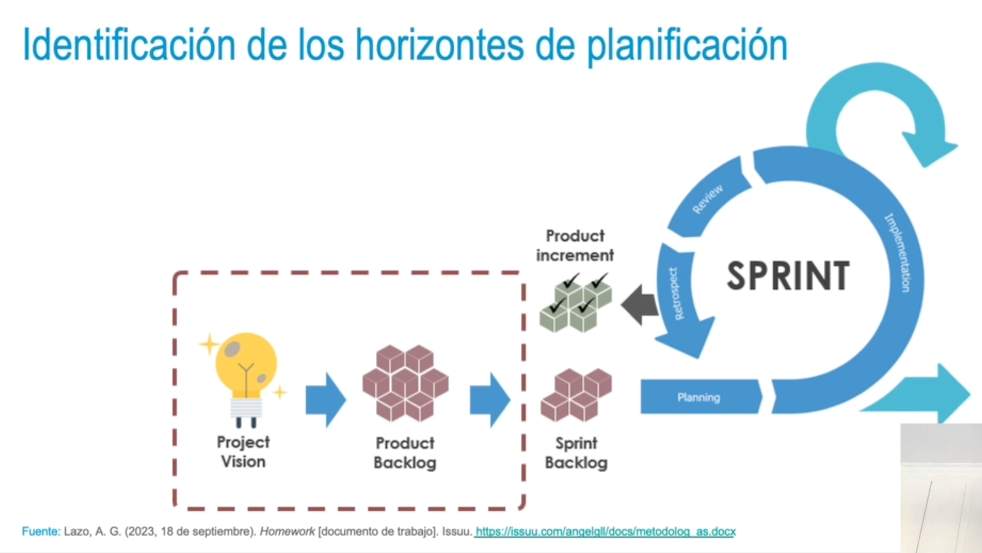 Identificación de los horizontes de planificación
Product
increment
Review
Implementation
SPRINT
Retrospect
Planning
Project
Vision
Product
Backlog
Sprint
Backlog
Fuente: Lazo, A. G. (2023, 18 de septiembre). Homework [documento de trabajo]. Issuu. https://issuu.com/angelgll/docs/metodolog_as.docx